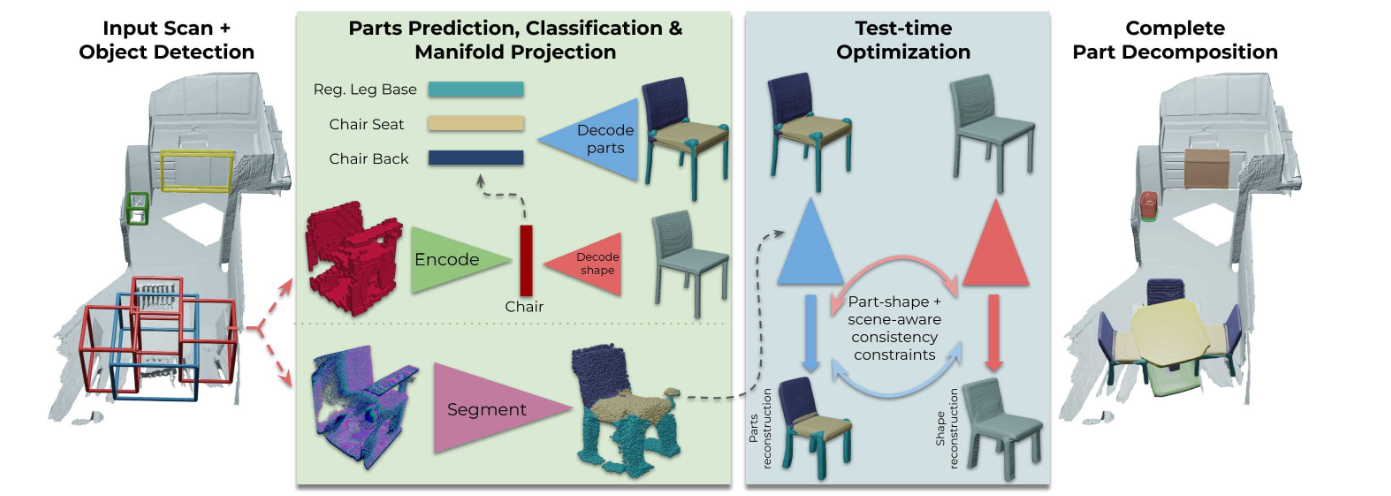 Input Scan +
Object Detection
Parts Prediction, Classification &
Manifold Projection
Reg. Leg Base
Chair Seat
Chair Back
Decode
parts
Encode
Decode
shape
Chair
Segment
Test-time
Optimization
Part-shape +
scene-aware
consistency
constraints
Parts
reconstruction
Shape
reconstruction
Complete
Part Decomposition